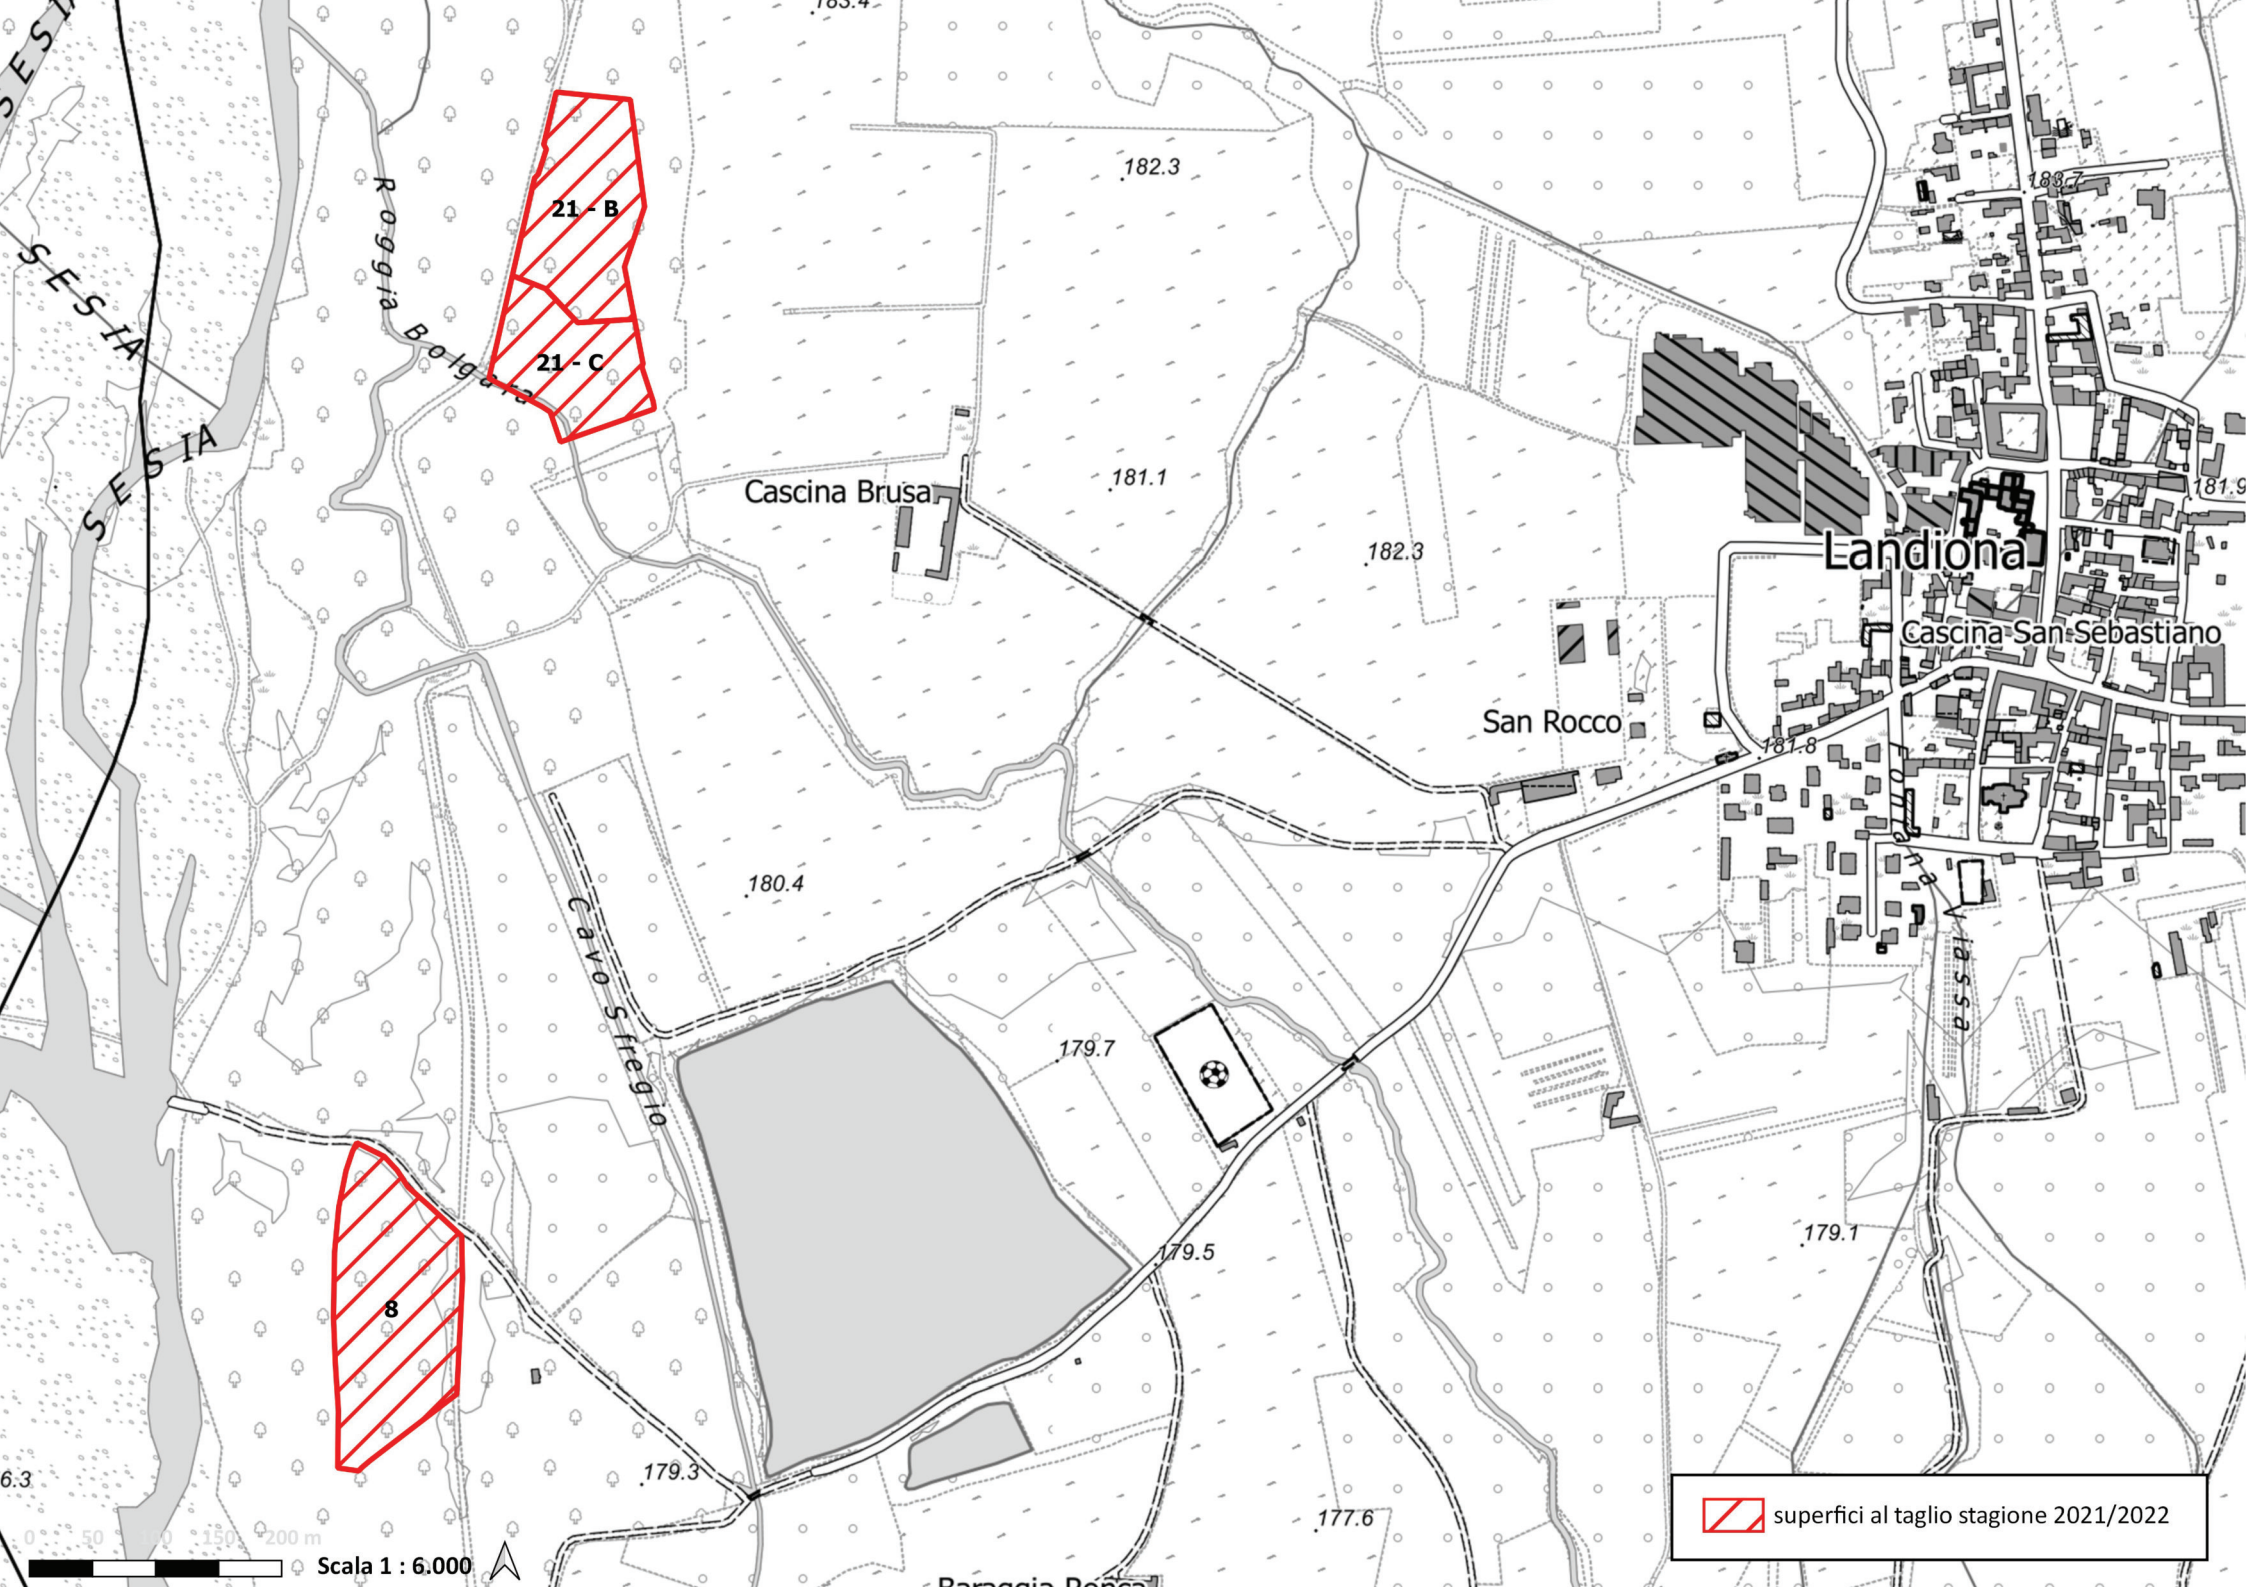 183.4
SESIA
182.3
183.7
Roggia Bolgara
21 - B
SESIA
21 - C
SESIA
Cascina Brusa
181.1
181.9
182.3
Landiona
Cascina San Sebastiano
San Rocco
181.8
Fontana Viassa
180.4
Cavo Sfregio
179.7
179.5
179.1
8
179.3
6.3
177.6
superfici al taglio stagione 2021/2022
0 50 100 150 200 m
Scala 1 : 6.000
Baraggia Ronca